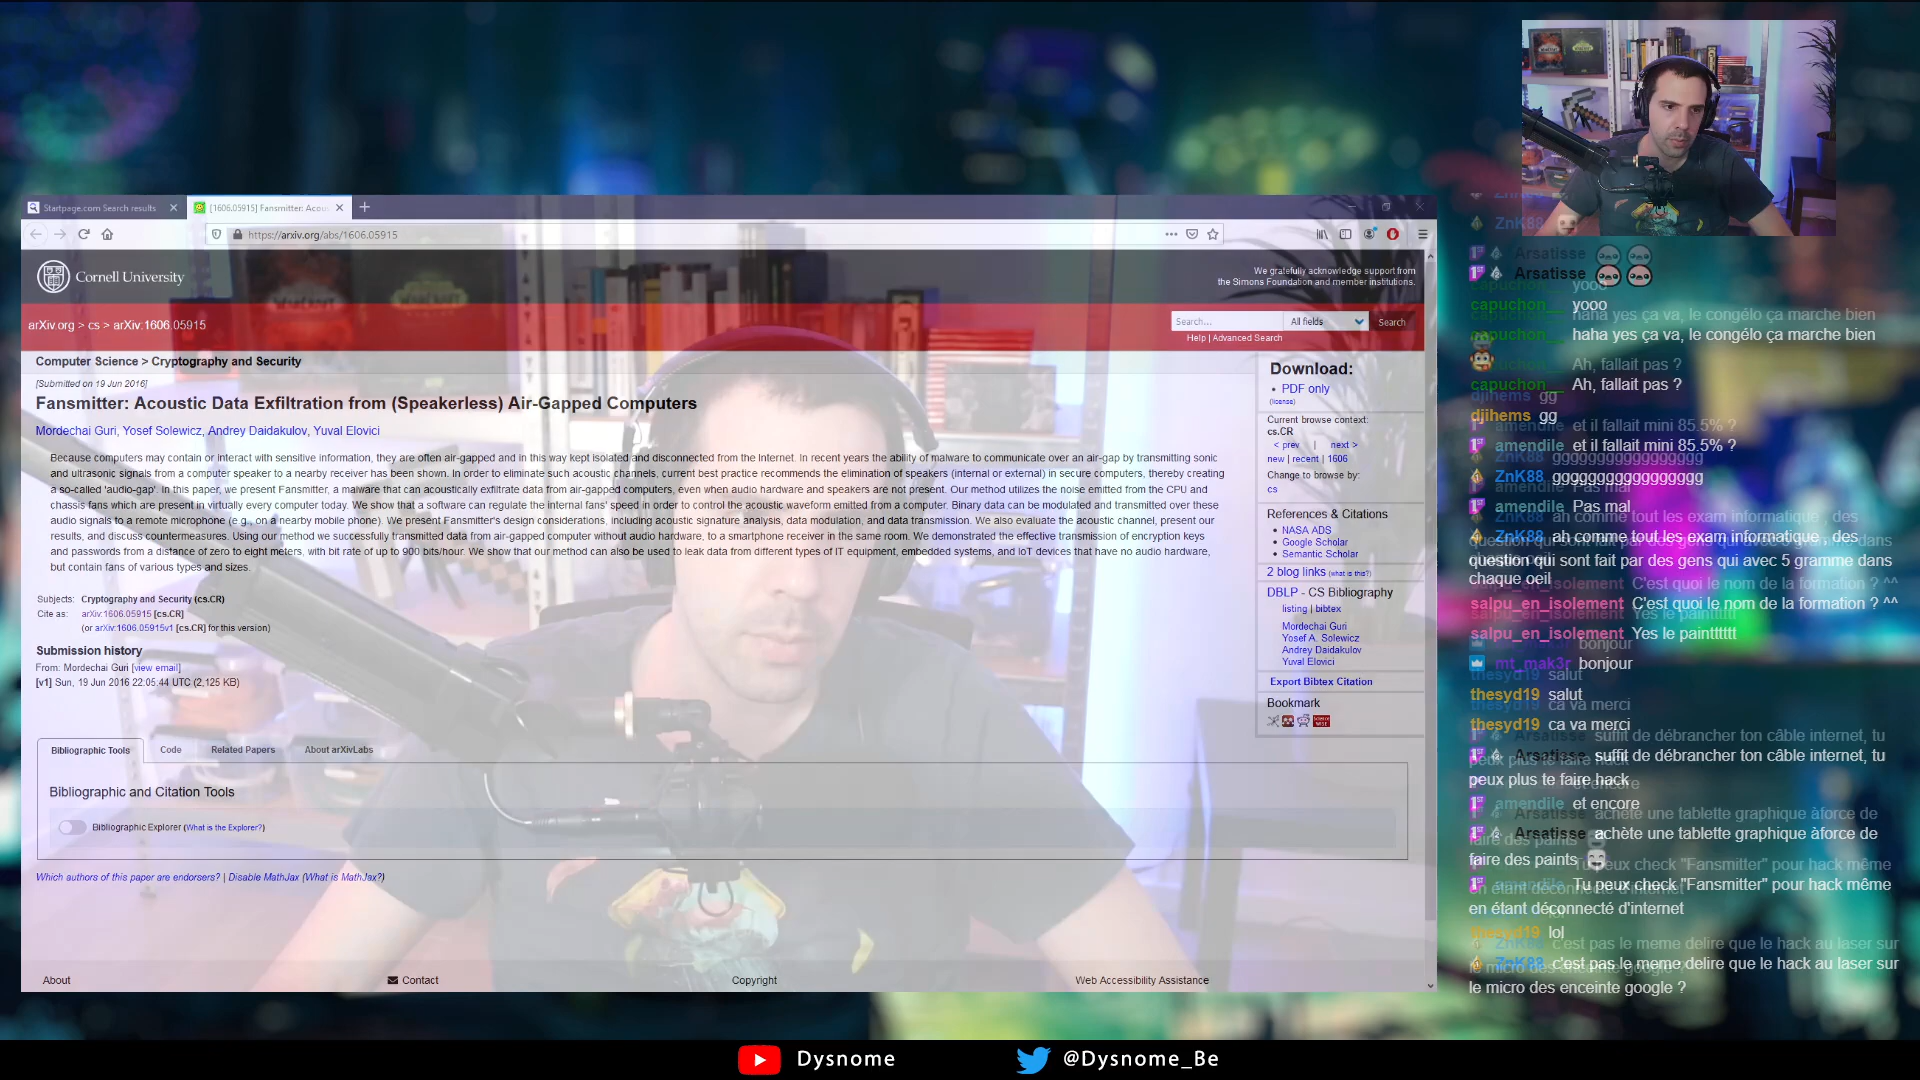 Startpage.com Search results
[1606.05915] Fansmitter: Acou
https://arxiv.org/abs/1606.05915
Cornell University
We gratefully acknowledge support from
the Simons Foundation and member institutions.
arXiv.org > cs > arXiv:1606.05915
Search...
All fields
Search
Help | Advanced Search
Computer Science > Cryptography and Security
[Submitted on 19 Jun 2016]
Fansmitter: Acoustic Data Exfiltration from (Speakerless) Air-Gapped Computers
Mordechai Guri, Yosef Solewicz, Andrey Daidakulov, Yuval Elovici
Because computers may contain or interact with sensitive information, they are often air-gapped and in this way kept isolated and disconnected from the Internet. In recent years the ability of malware to communicate over an air-gap by transmitting sonic
and ultrasonic signals from a computer speaker to a nearby receiver has been shown. In order to eliminate such acoustic channels, current best practice recommends the elimination of speakers (internal or external) in secure computers, thereby creating
a so-called 'audio-gap'. In this paper, we present Fansmitter, a malware that can acoustically exfiltrate data from air-gapped computers, even when audio hardware and speakers are not present. Our method utilizes the noise emitted from the CPU and
chassis fans which are present in virtually every computer today. We show that a software can regulate the internal fans' speed in order to control the acoustic waveform emitted from a computer. Binary data can be modulated and transmitted over these
audio signals to a remote microphone (e.g., on a nearby mobile phone). We present Fansmitter's design considerations, including acoustic signature analysis, data modulation, and data transmission. We also evaluate the acoustic channel, present our
results, and discuss countermeasures. Using our method we successfully transmitted data from air-gapped computer without audio hardware, to a smartphone receiver in the same room. We demonstrated the effective transmission of encryption keys
and passwords from a distance of zero to eight meters, with bit rate of up to 900 bits/hour. We show that our method can also be used to leak data from different types of IT equipment, embedded systems, and IoT devices that have no audio hardware,
but contain fans of various types and sizes.
Subjects: Cryptography and Security (cs.CR)
Cite as: arXiv:1606.05915 [cs.CR]
(or arXiv:1606.05915v1 [cs.CR] for this version)
Submission history
From: Mordechai Guri [view email]
[v1] Sun, 19 Jun 2016 22:05:44 UTC (2,125 KB)
Bibliographic Tools
Code
Related Papers
About arXivLabs
Bibliographic and Citation Tools
Bibliographic Explorer (What is the Explorer?)
Which authors of this paper are endorsers? | Disable MathJax (What is MathJax?)
About
Contact
Copyright
Web Accessibility Assistance
Download:
PDF only
(license)
Current browse context:
cs.CR
< prev | next >
new | recent | 1606
Change to browse by:
cs
References & Citations
NASA ADS
Google Scholar
Semantic Scholar
2 blog links (what is this?)
DBLP - CS Bibliography
listing | bibtex
Mordechai Guri
Yosef A. Solewicz
Andrey Daidakulov
Yuval Elovici
Export Bibtex Citation
Bookmark
ZnK88
Arsatisse
Arsatisse
capuchon__ yooo
capuchon__ haha yes ça va, le congélo ça marche bien
capuchon__ Ah, fallait pas ?
djihems gg
amendile et il fallait mini 85.5% ?
ZnK88 gggggggggggggggggg
amendile Pas mal
ZnK88 ah comme tout les exam informatique , des
question qui sont fait par des gens qui avec 5 gramme dans
chaque oeil
salpu_en_isolement C'est quoi le nom de la formation ? ^^
salpu_en_isolement Yes le painttttt
mt_mak3r bonjour
thesyd19 salut
thesyd19 ca va merci
Arsatisse suffit de débrancher ton câble internet, tu
peux plus te faire hack
amendile et encore
Arsatisse achète une tablette graphique àforce de
faire des paints
amendile Tu peux check "Fansmitter" pour hack même
en étant déconnecté d'internet
thesyd19 lol
ZnK88 c'est pas le meme delire que le hack au laser sur
le micro des enceinte google ?
Dysnome
@Dysnome_Be